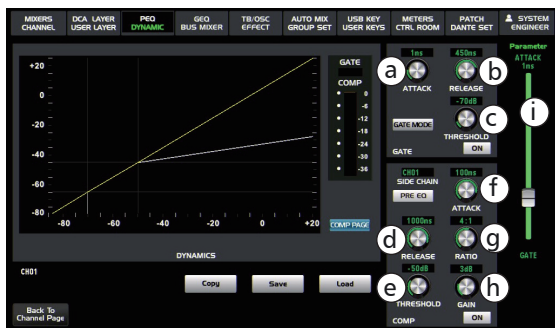 MIXERS CHANNEL
DCA LAYER USER LAYER
PEQ DYNAMIC
GEQ BUS MIXER
TB/OSC EFFECT
AUTO MIX GROUP SET
USB KEY USER KEYS
METERS CTRL ROOM
PATCH DANTE SET
SYSTEM ENGINEER
+20
0
-20
-40
-60
-80
-80 -60 -40 -20 0 +20
DYNAMICS
GATE
COMP
0
-6
-12
-18
-24
-30
-36
COMP PAGE
1ms
450ms
a
b
ATTACK
RELEASE
-70dB
c
GATE MODE
THRESHOLD
GATE
ON
CH01
100ms
SIDE CHAIN
f
PRE EQ
ATTACK
1000ms
4:1
d
g
RELEASE
RATIO
-50dB
3dB
e
h
THRESHOLD
GAIN
COMP
ON
Parameter
ATTACK
1ms
i
GATE
CH01
Copy
Save
Load
Back To
Channel Page